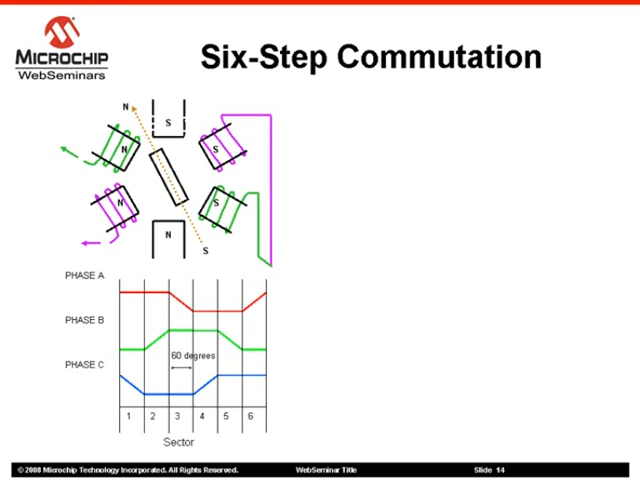 MICROCHIP
WebSeminars
Six-Step Commutation
N
S
N
S
N
S
N
S
PHASE A
PHASE B
60 degrees
PHASE C
1 2 3 4 5 6
Sector
© 2008 Microchip Technology Incorporated. All Rights Reserved. WebSeminar Title Slide 14